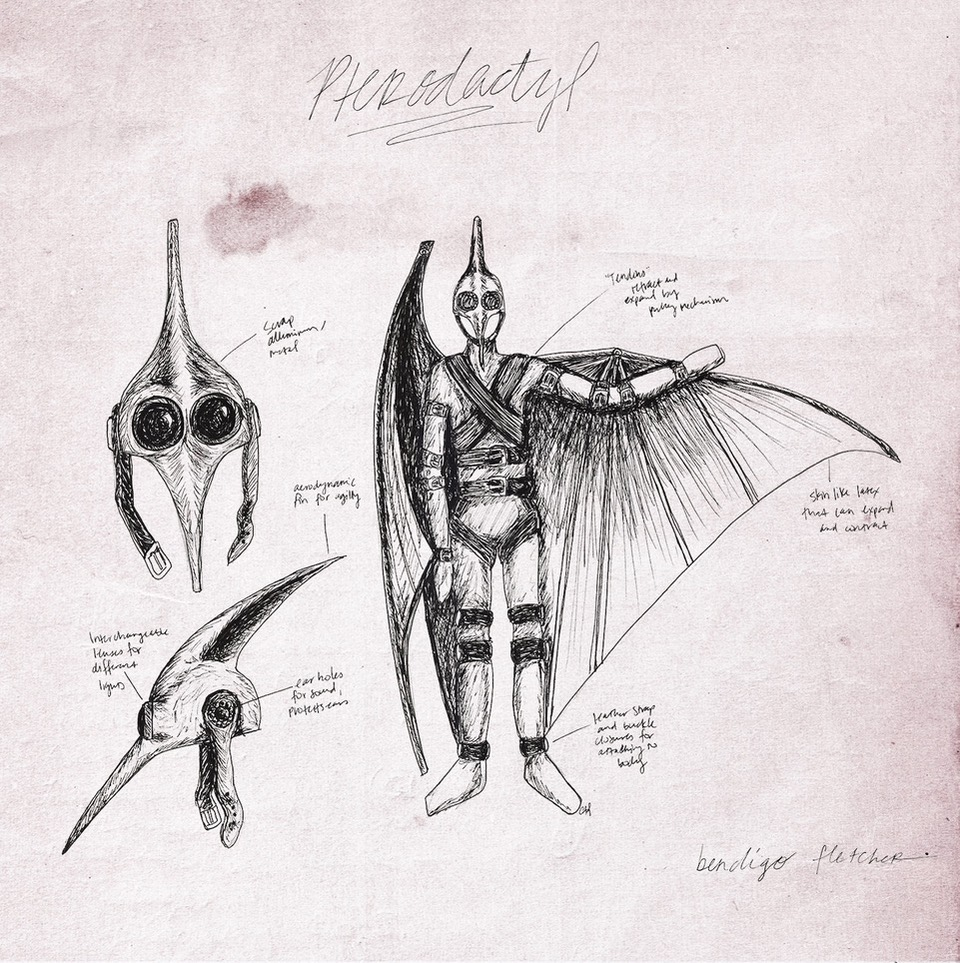 Pterodactyl
"Tendons"
retract and
expand by
pulley mechanism
Scrap
alluminium/
metal
aerodynamic
fin for agility
skin like latex
that can expand
and contract
Interchangeable
lenses for
different
lights
ear holes
for sound,
protects ears
leather strap
and buckle
closures for
attaching to
body
bendigo fletcher